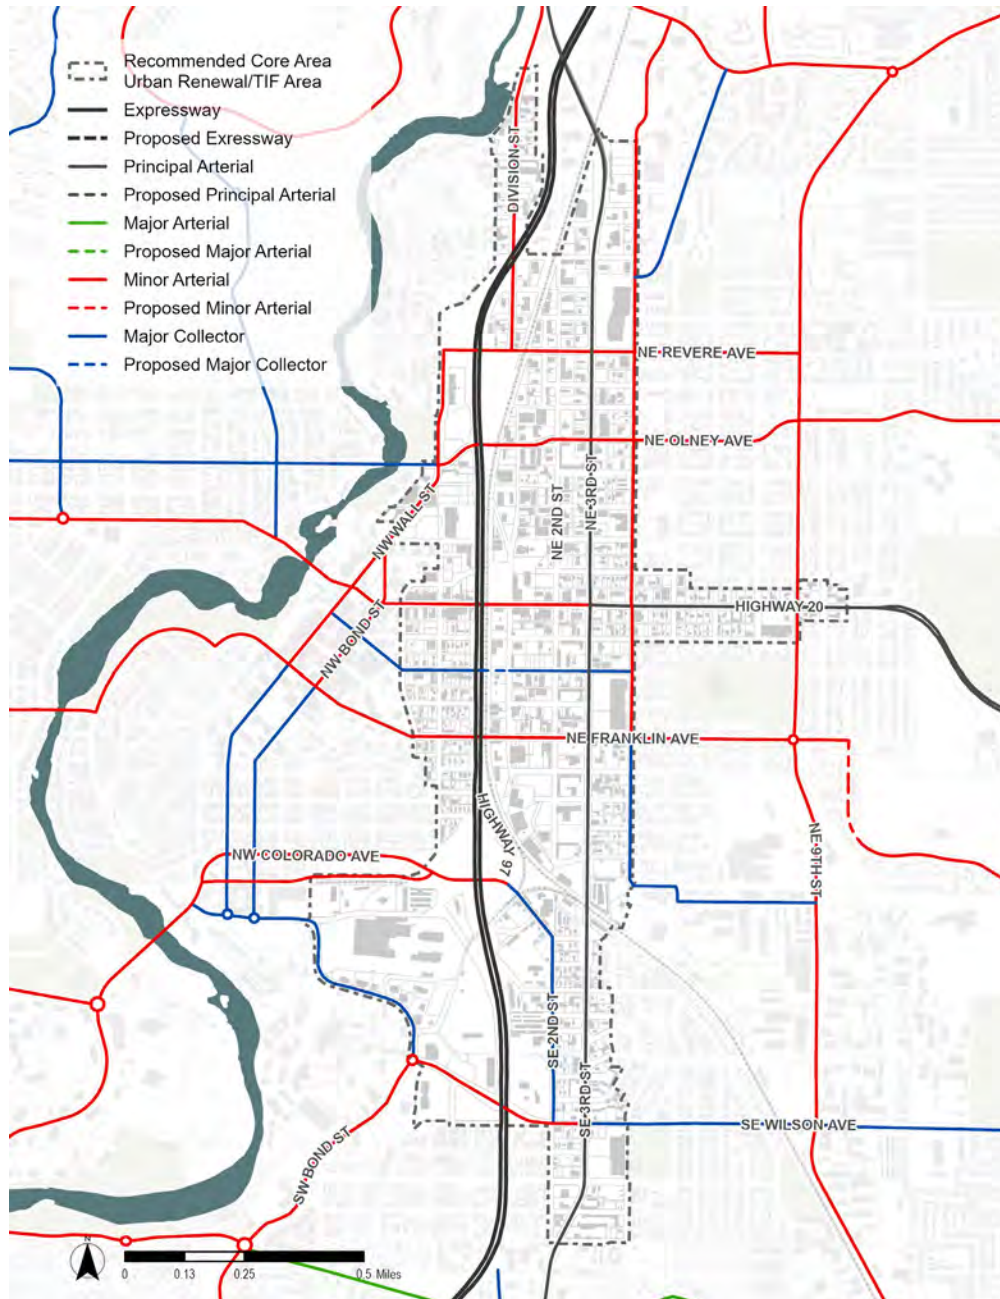 Recommended Core Area
Urban Renewal/TIF Area
Expressway
Proposed Exressway
Principal Arterial
Proposed Principal Arterial
Major Arterial
Proposed Major Arterial
Minor Arterial
Proposed Minor Arterial
Major Collector
Proposed Major Collector
DIVISION ST
NE REVERE AVE
NE OLNEY AVE
NW WALL ST
NE 2ND ST
NE 3RD ST
HIGHWAY 20
NW BOND ST
NE FRANKLIN AVE
HIGHWAY 97
NW COLORADO AVE
NE 9TH ST
SE 2ND ST
SE 3RD ST
SE WILSON AVE
SW BOND ST
N
0 0.13 0.25 0.5 Miles